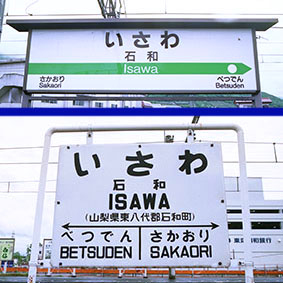 いさわ
石和
Isawa
さかおり
Sakaori
べつでん
Betsuden
いさわ
石和
ISAWA
(山梨県東八代郡石和町)
べつでん さかおり
BETSUDEN SAKAORI